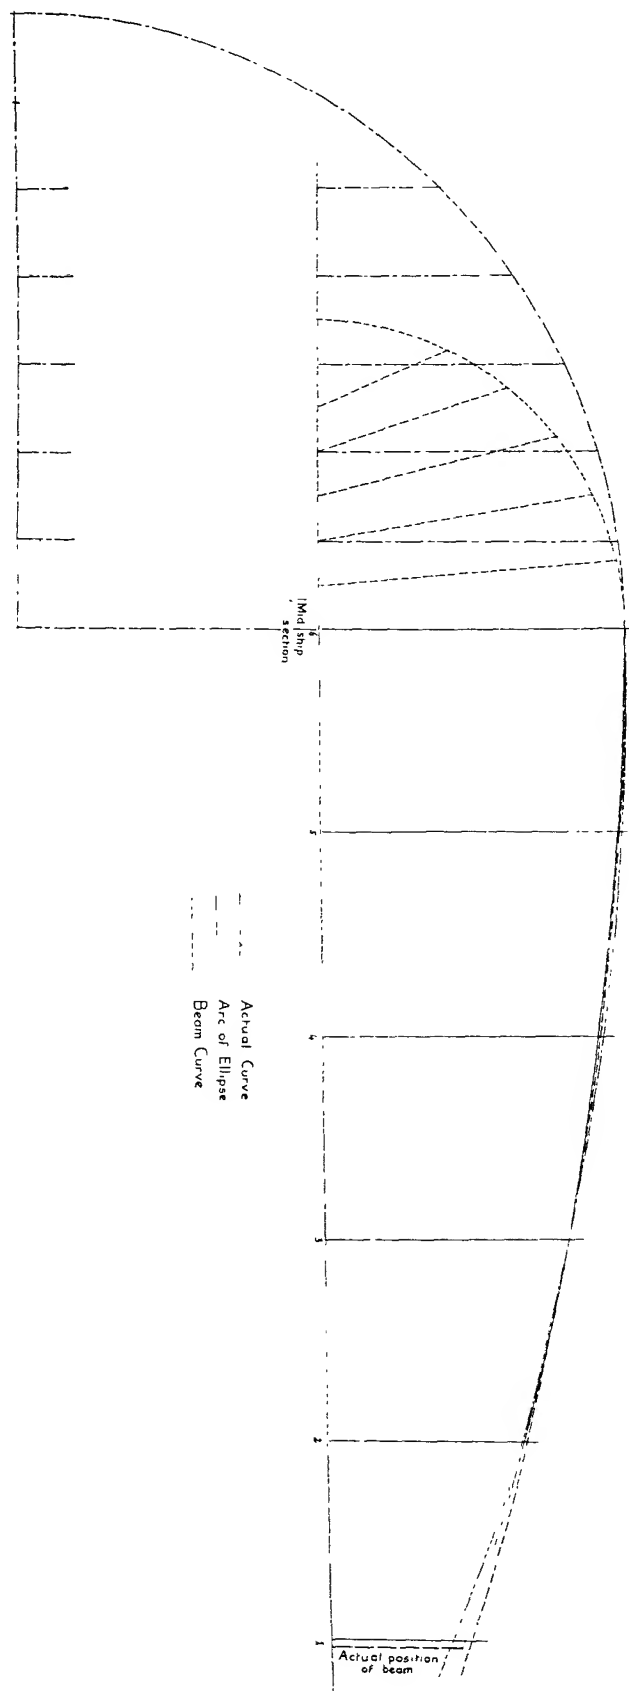 6
Mid ship
section
5
4
Actual Curve
Arc of Ellipse
Beam Curve
3
2
1
Actual position
of beam